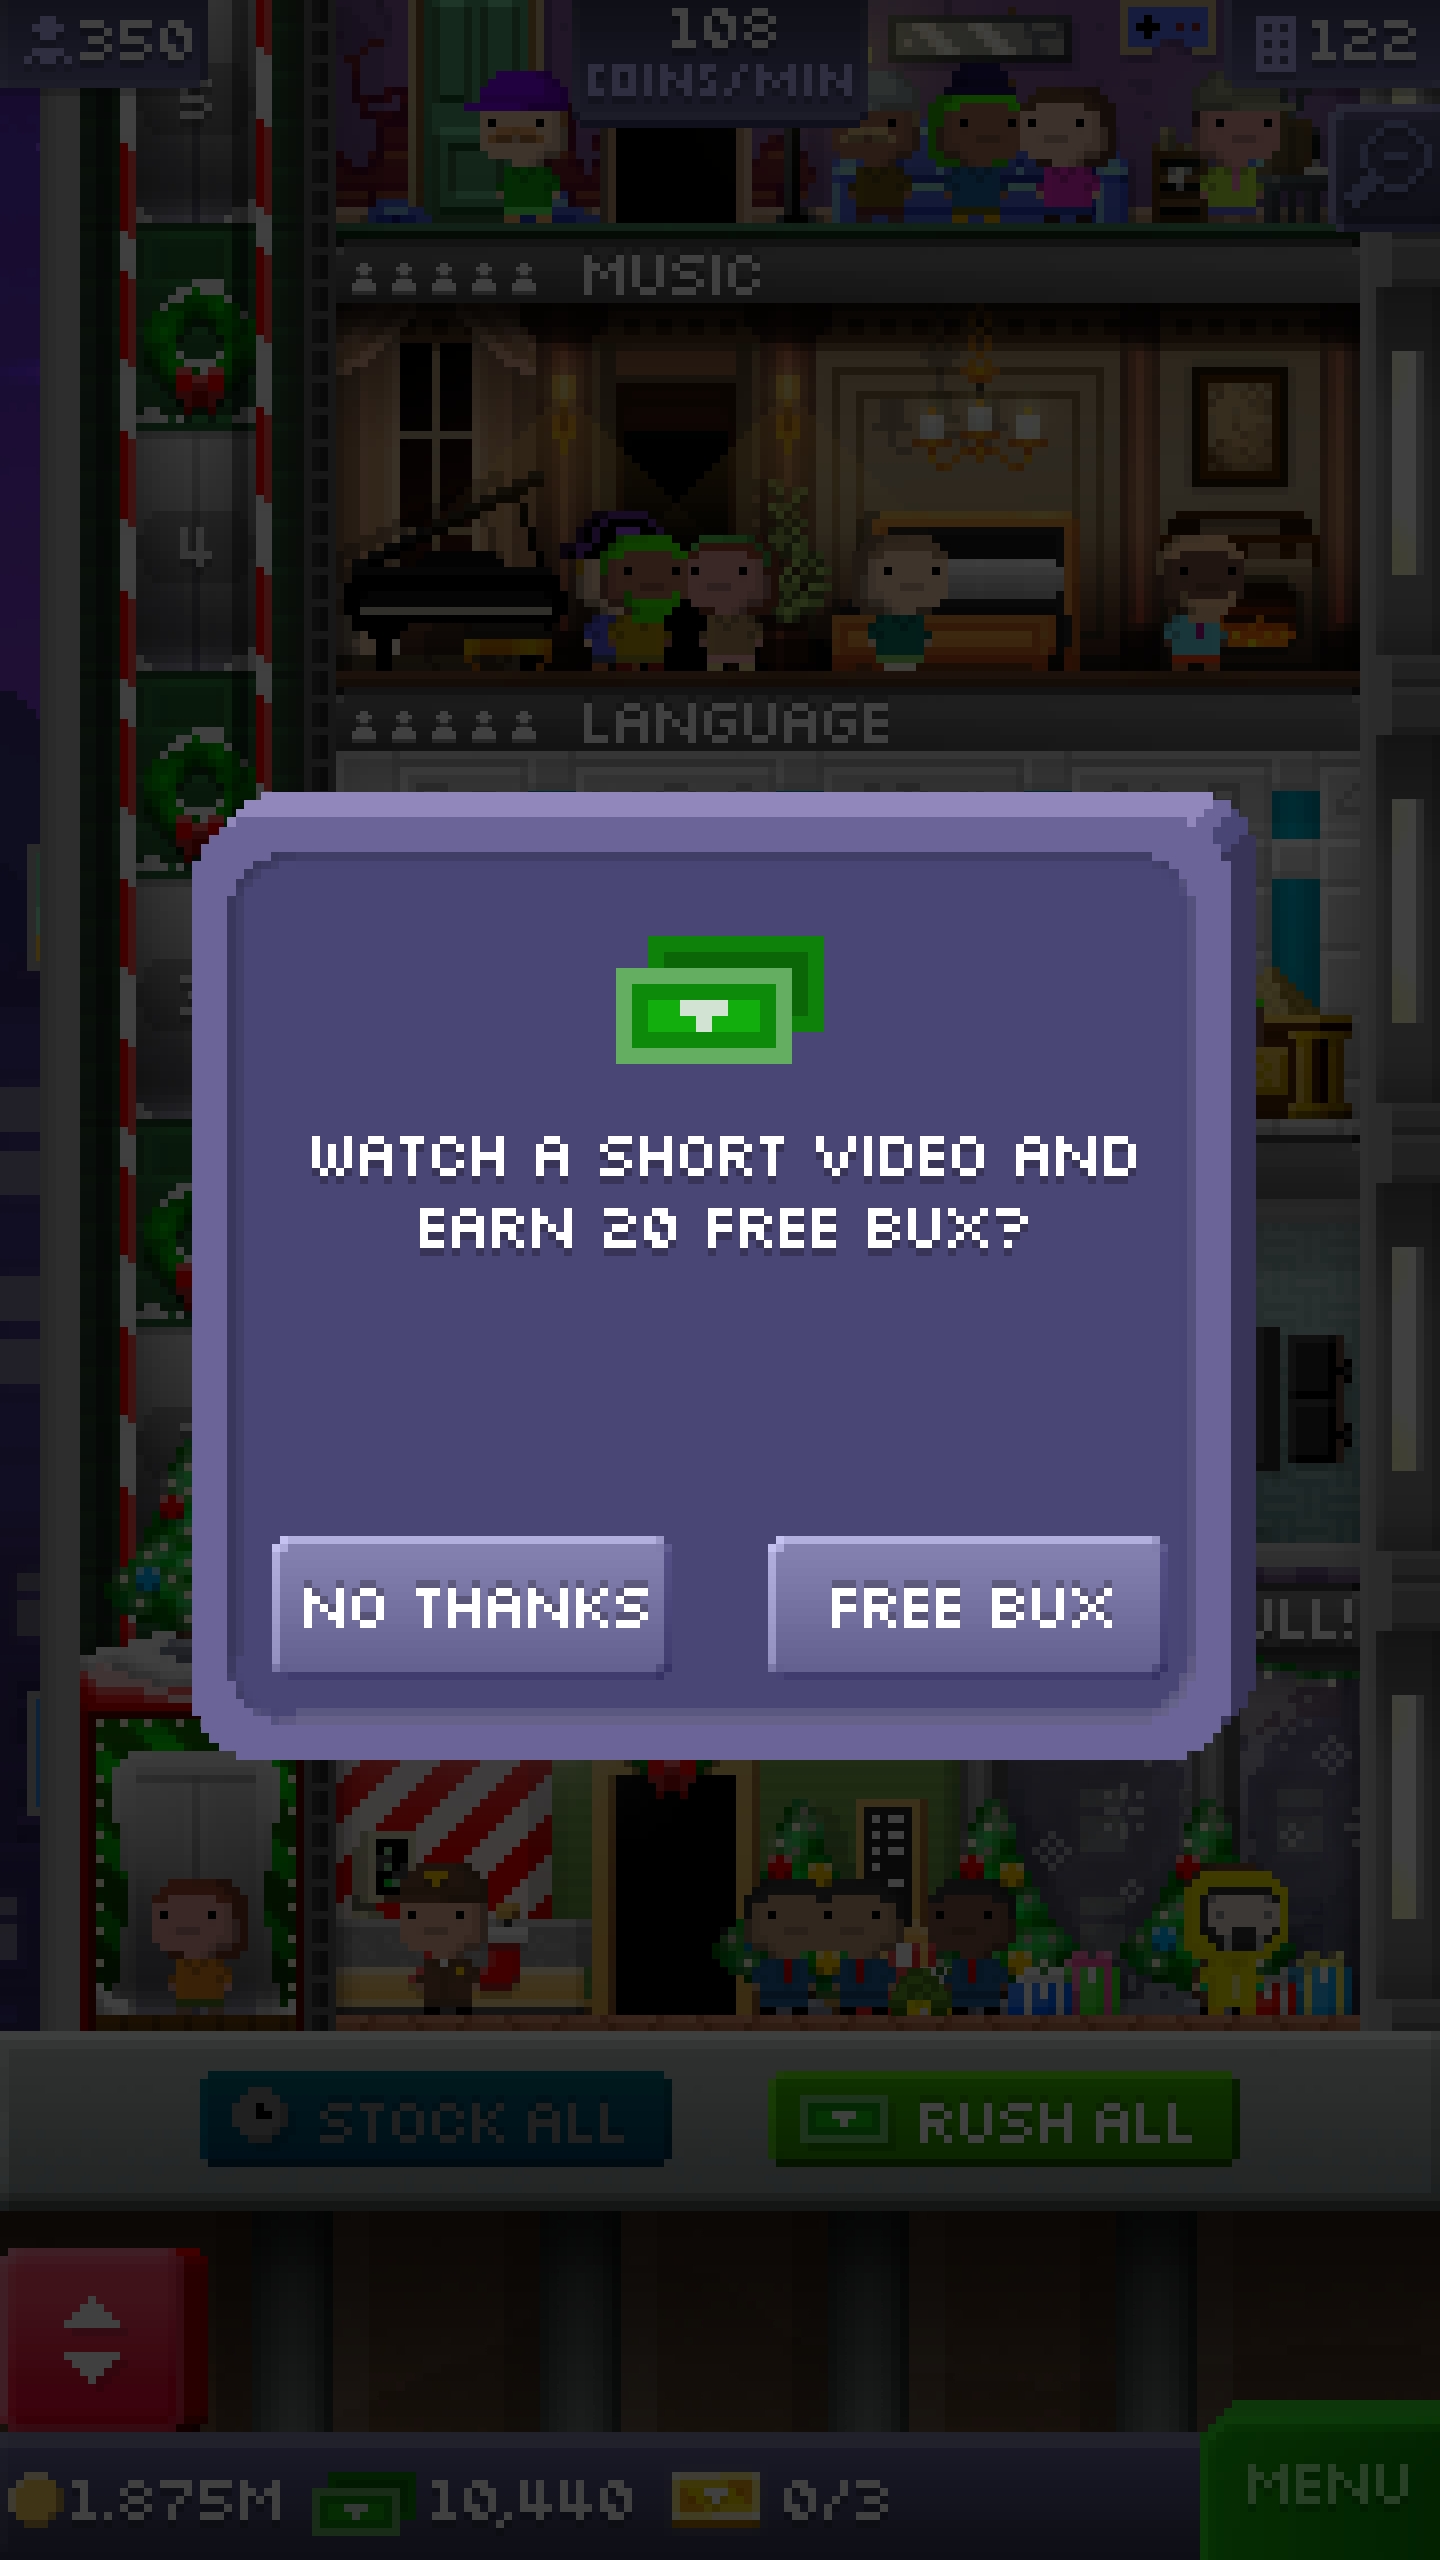 350
108
COINS/MIN
122
5
MUSIC
4
LANGUAGE
WATCH A SHORT VIDEO AND
EARN 20 FREE BUX?
NO THANKS
FREE BUX
STOCK ALL
RUSH ALL
1.875M
10,440
0/3
MENU